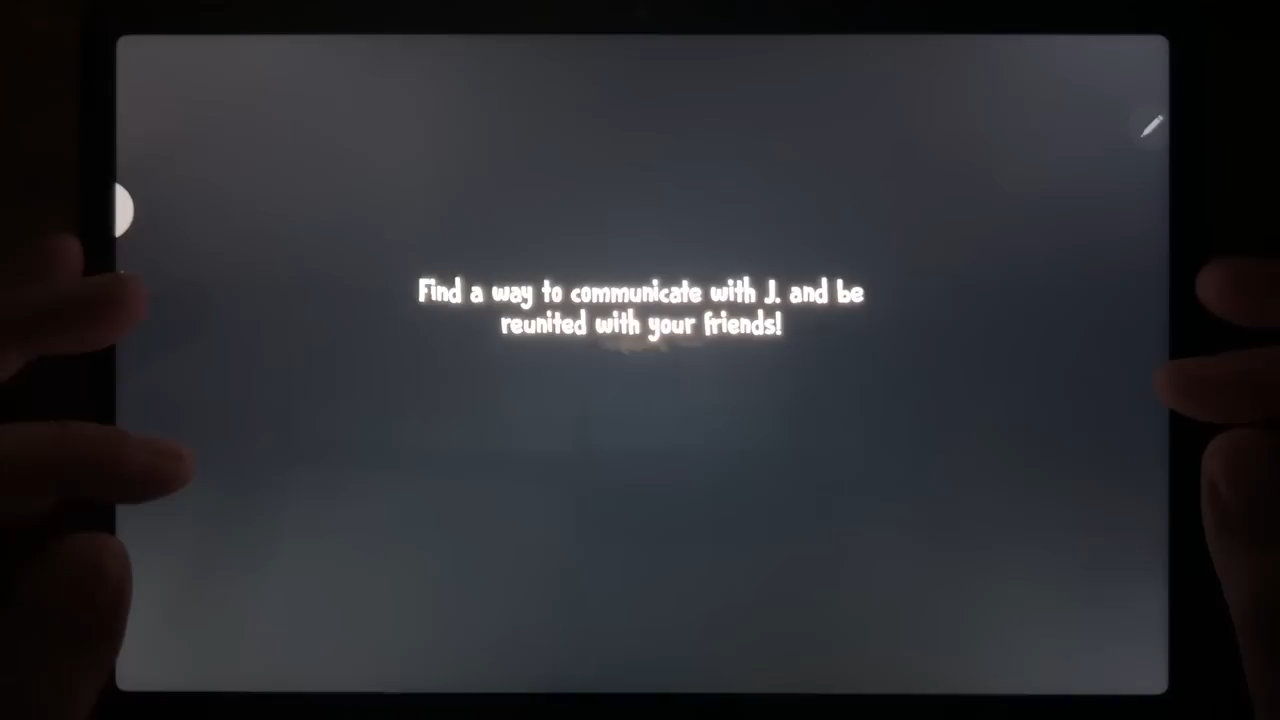 Find a way to communicate with J. and be
reunited with your friends!